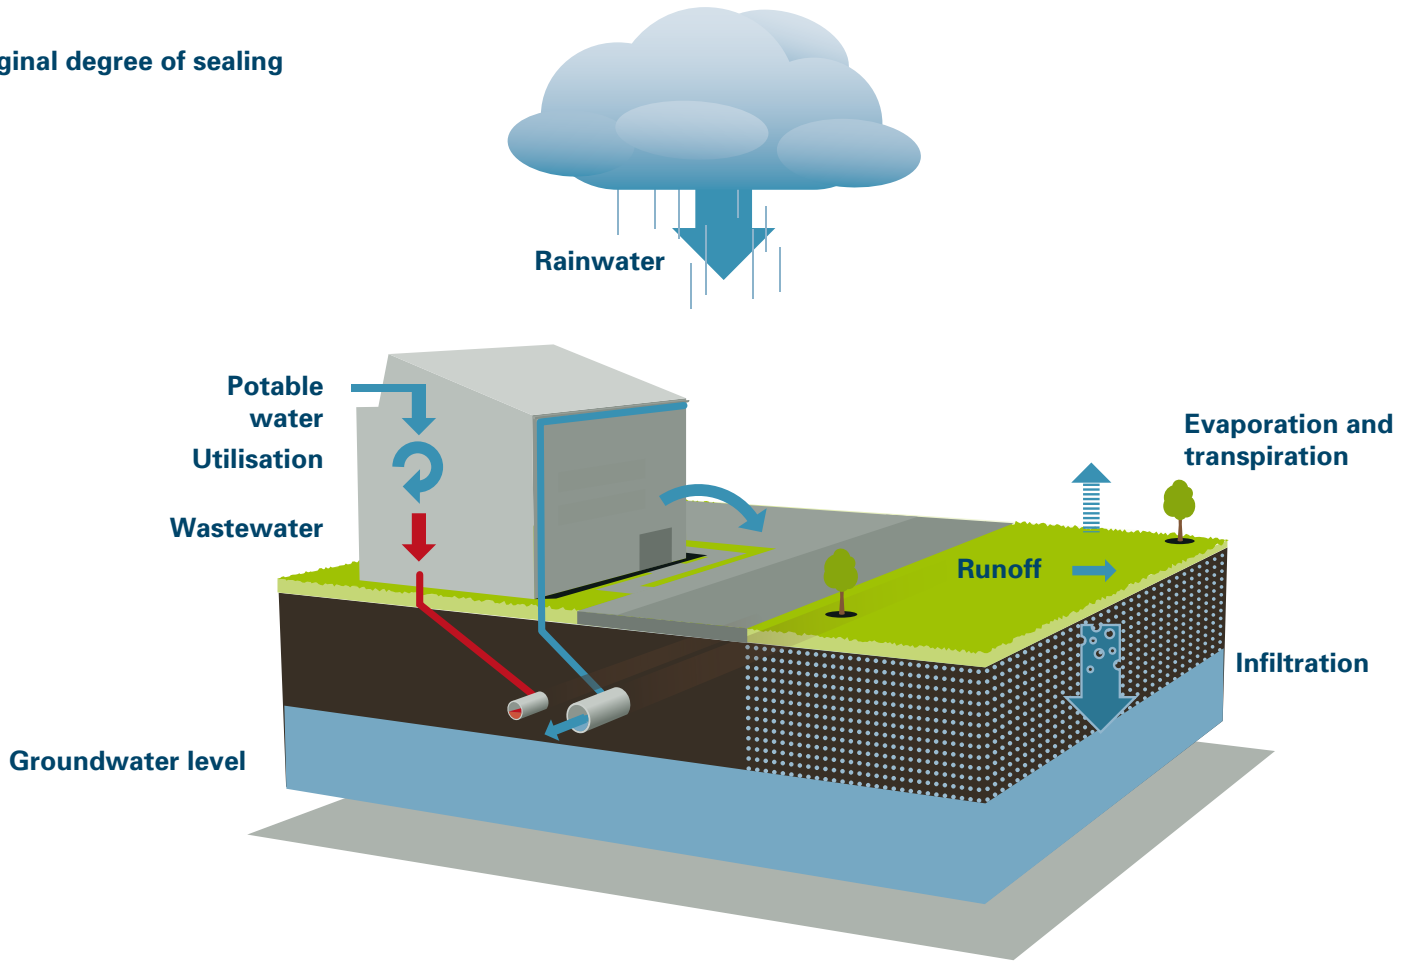 ginal degree of sealing
Rainwater
Potable
water
Utilisation
Wastewater
Evaporation and
transpiration
Runoff
Infiltration
Groundwater level